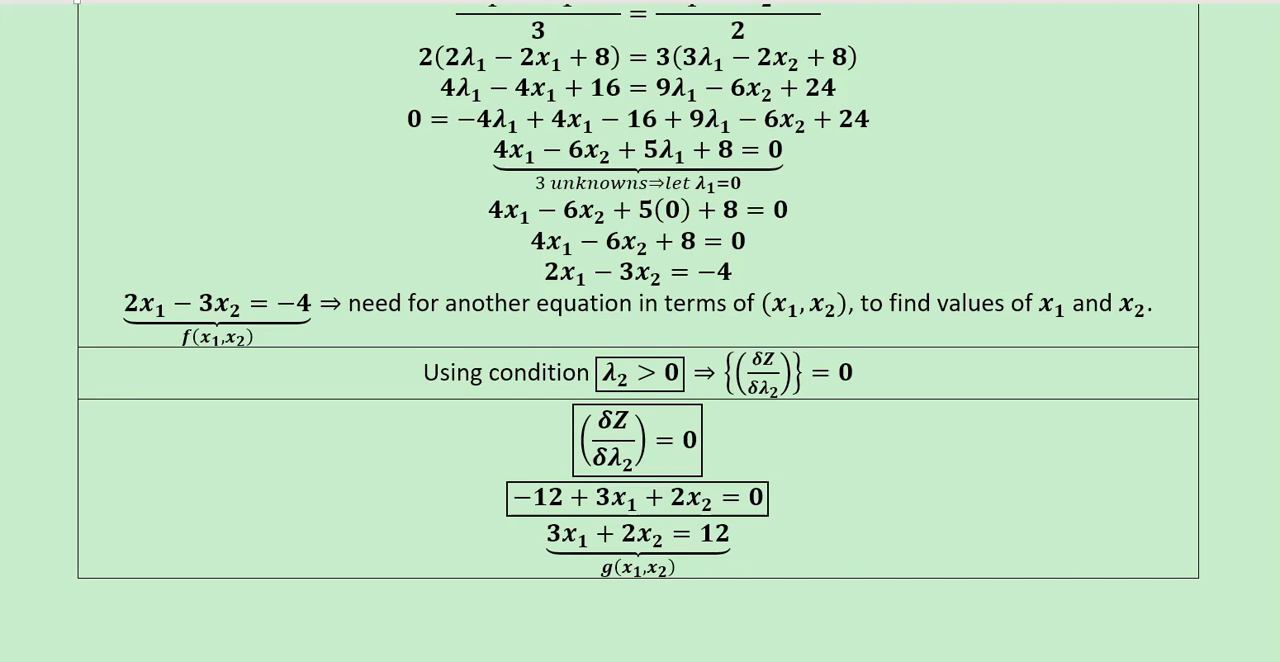 3 = 2
2(2λ₁ − 2x₁ + 8) = 3(3λ₁ − 2x₂ + 8)
4λ₁ − 4x₁ + 16 = 9λ₁ − 6x₂ + 24
0 = −4λ₁ + 4x₁ − 16 + 9λ₁ − 6x₂ + 24
4x₁ − 6x₂ + 5λ₁ + 8 = 0
3 unknowns⇒let λ₁=0
4x₁ − 6x₂ + 5(0) + 8 = 0
4x₁ − 6x₂ + 8 = 0
2x₁ − 3x₂ = −4
2x₁ − 3x₂ = −4 ⇒ need for another equation in terms of (x₁, x₂), to find values of x₁ and x₂.
f(x₁,x₂)
Using condition λ₂ > 0 ⇒ {(δZ/δλ₂)} = 0
(δZ/δλ₂) = 0
−12 + 3x₁ + 2x₂ = 0
3x₁ + 2x₂ = 12
g(x₁,x₂)